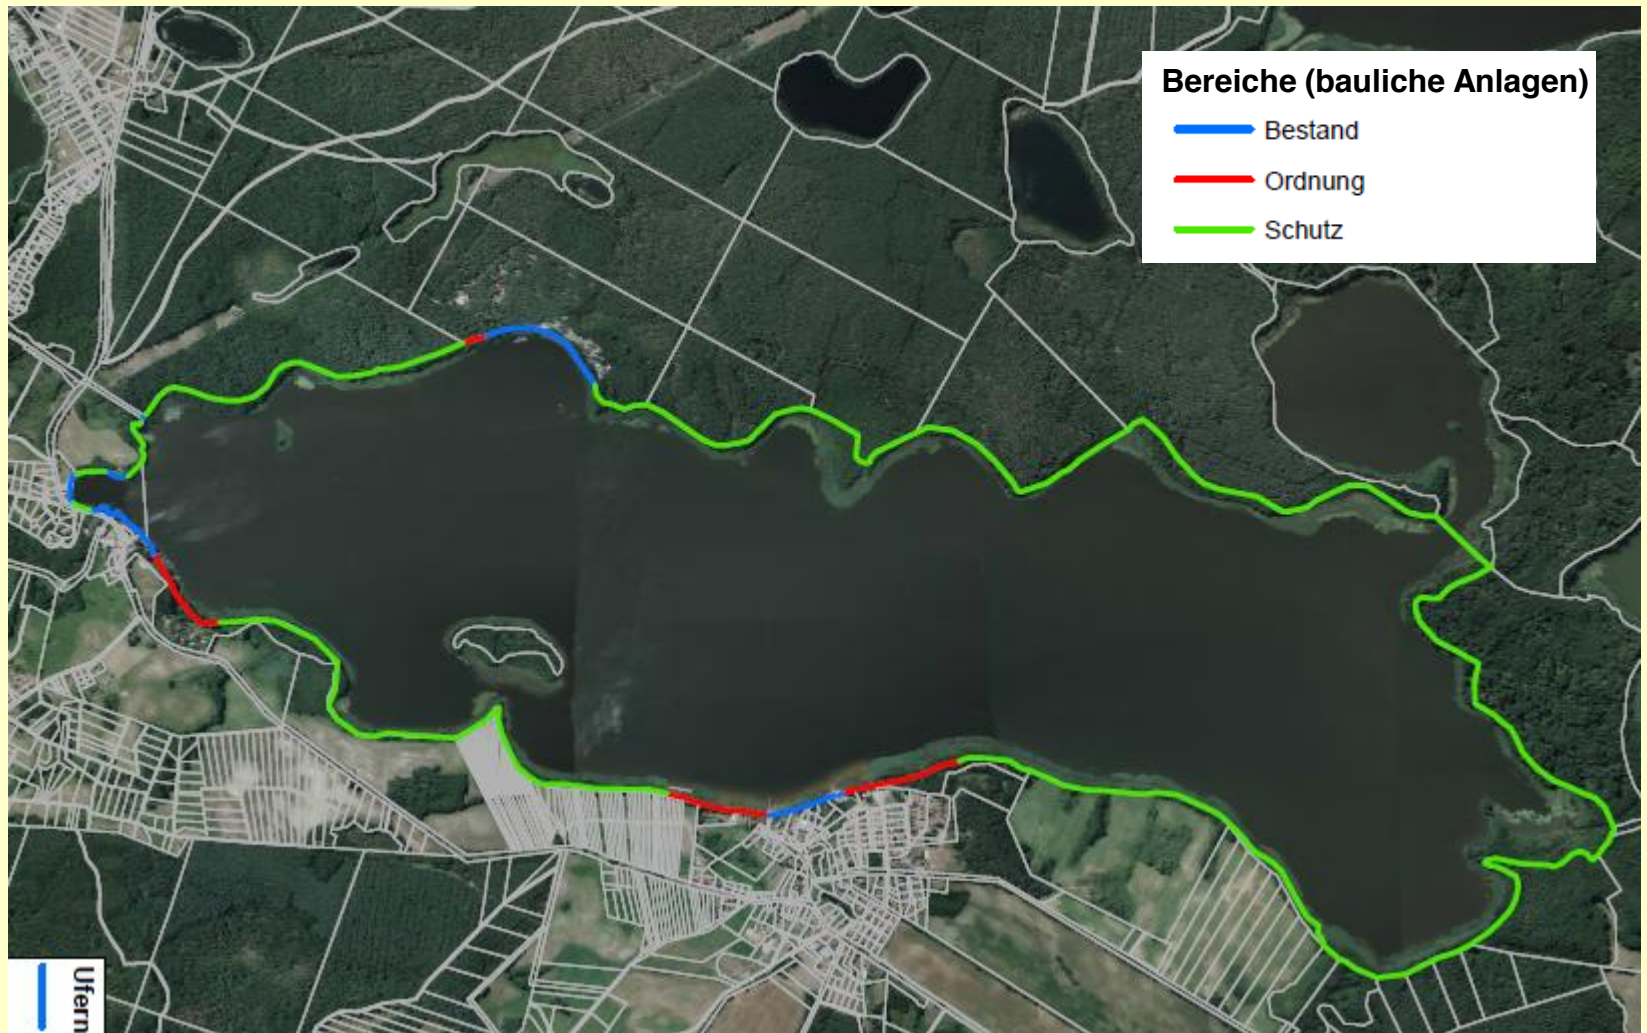 Bereiche (bauliche Anlagen)
Bestand
Ordnung
Schutz
Ufern